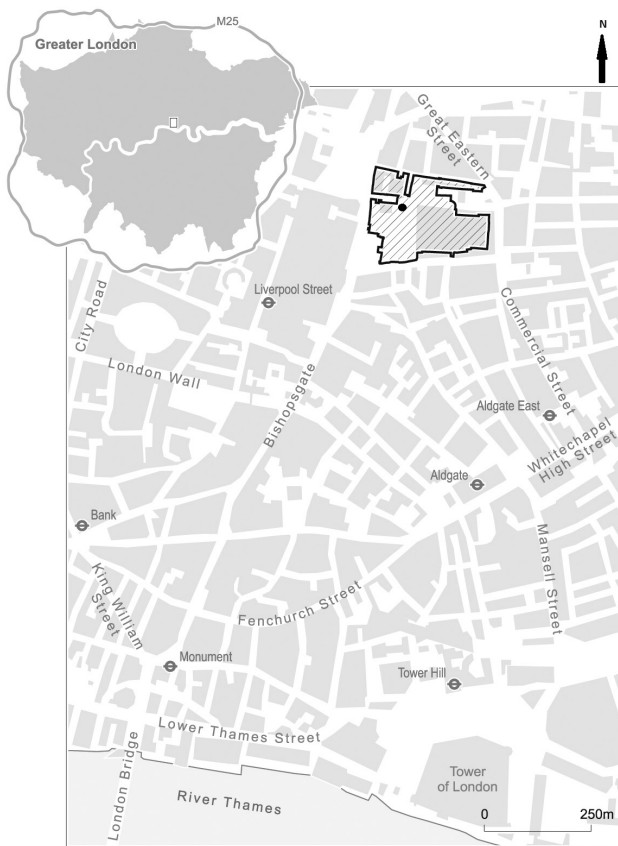 M25
Greater London
N
Great Eastern
Street
Liverpool Street
City Road
London Wall
Bishopsgate
Commercial Street
Aldgate East
Whitechapel
High Street
Aldgate
Bank
Mansell Street
King William
Street
Fenchurch Street
Monument
Tower Hill
Lower Thames Street
London Bridge
River Thames
Tower
of London
0
250m